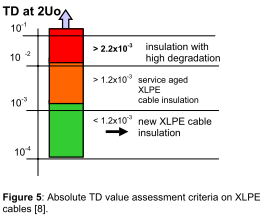 TD at 2Uo
10-1
> 2.2x10-3 insulation with
high degradation
10 -2
> 1.2x10-3 service aged
XLPE
cable insulation
10-3
< 1.2x10-3 new XLPE cable
insulation
10-4
Figure 5: Absolute TD value assessment criteria on XLPE
cables [8].